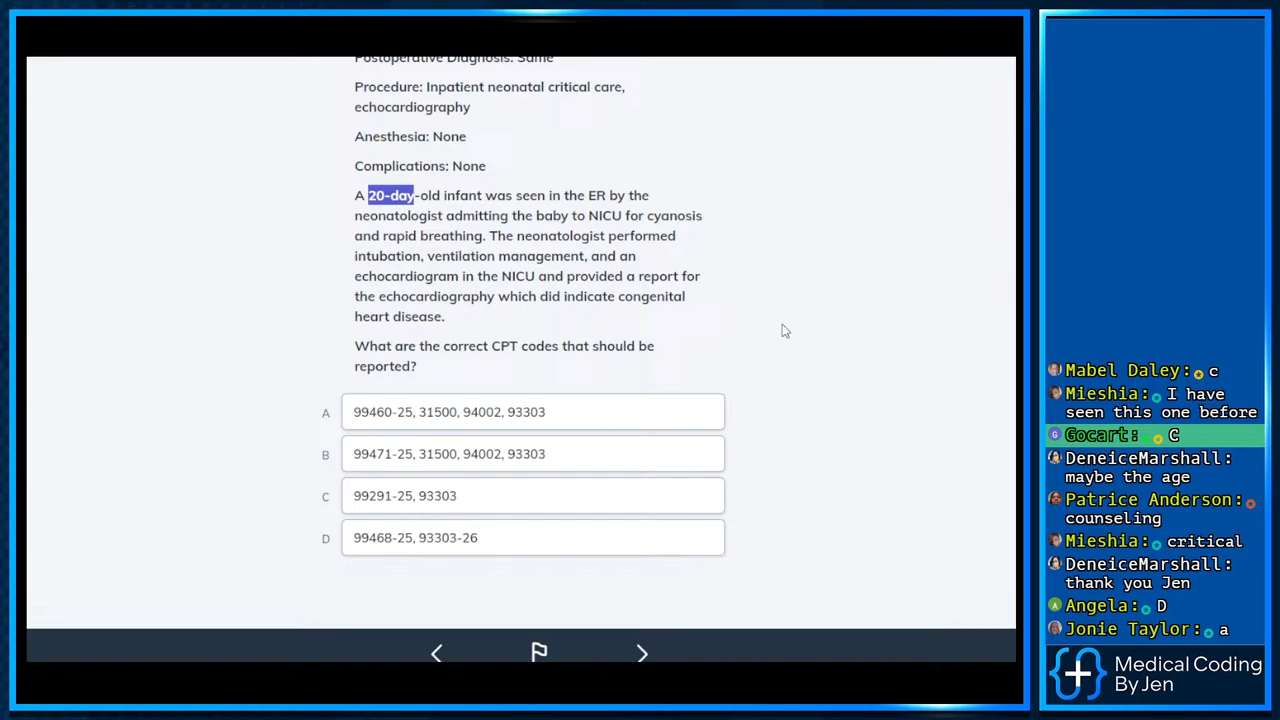 Postoperative Diagnosis: Same
Procedure: Inpatient neonatal critical care,
echocardiography
Anesthesia: None
Complications: None
A 20-day-old infant was seen in the ER by the
neonatologist admitting the baby to NICU for cyanosis
and rapid breathing. The neonatologist performed
intubation, ventilation management, and an
echocardiogram in the NICU and provided a report for
the echocardiography which did indicate congenital
heart disease.
What are the correct CPT codes that should be
reported?
A 99460-25, 31500, 94002, 93303
B 99471-25, 31500, 94002, 93303
C 99291-25, 93303
D 99468-25, 93303-26
Mabel Daley: c
Mieshia: I have
seen this one before
G Gocart: C
DeneiceMarshall:
maybe the age
Patrice Anderson:
counseling
Mieshia: critical
DeneiceMarshall:
thank you Jen
A Angela: D
Jonie Taylor: a
Medical Coding
By Jen